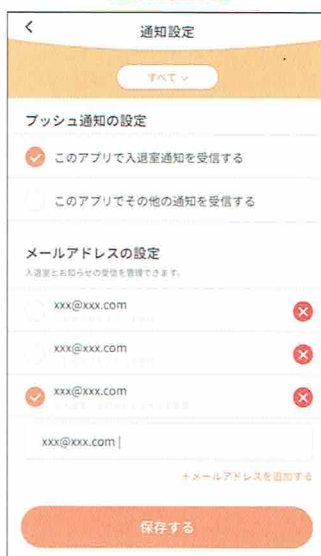 通知設定
すべて
プッシュ通知の設定
このアプリで入退室通知を受信する
このアプリでその他の通知を受信する
メールアドレスの設定
入退室とお知らせの受信を管理できます。
xxx@xxx.com
xxx@xxx.com
xxx@xxx.com
xxx@xxx.com
+メールアドレスを追加する
保存する